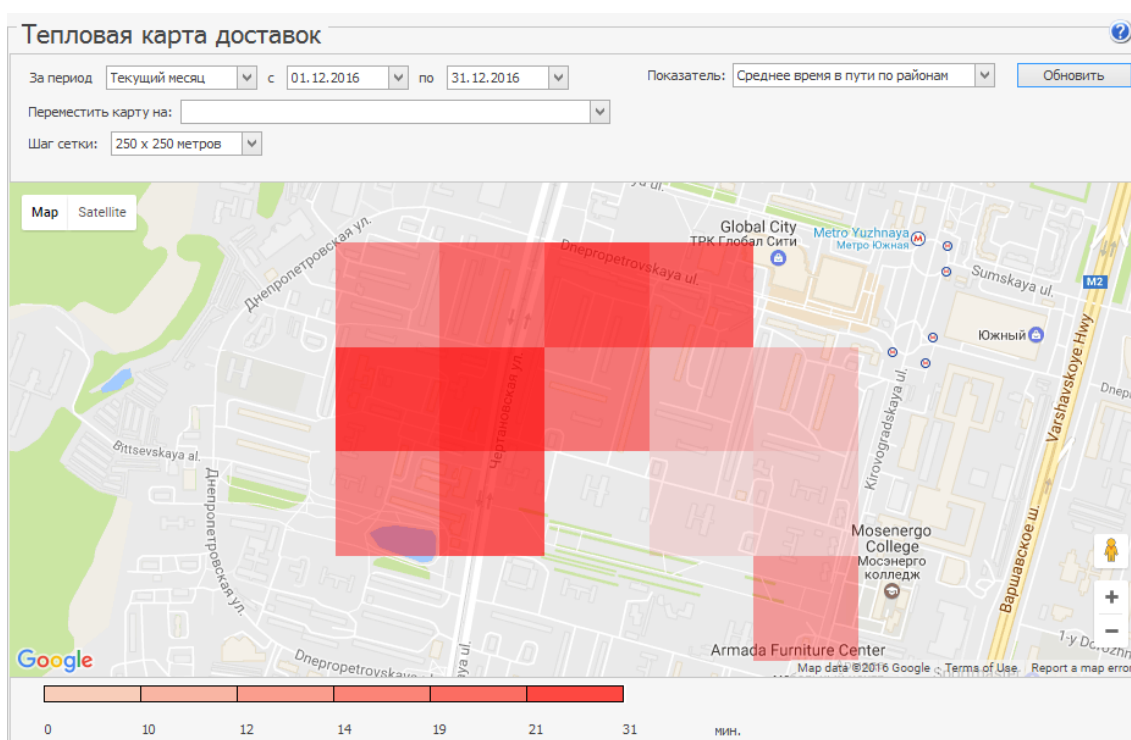 Тепловая карта доставок
За период Текущий месяц с 01.12.2016 по 31.12.2016 Показатель: Среднее время в пути по районам Обновить
Переместить карту на:
Шаг сетки: 250 x 250 метров
Map Satellite
Global City
ТРК Глобал Сити
Metro Yuzhnaya
Метро Южная
Днепропетровская ул.
Dnepropetrovskaya ul.
Sumskaya ul.
M2
Южный
Чертановская ул.
Kirovogradskaya ul.
Varshavskoye Hwy
Bittsevskaya al.
Днепропетровская ул.
Mosenergo
College
Мосэнерго
колледж
Варшавское ш.
Armada Furniture Center
Google
Map data ©2016 Google Terms of Use Report a map error
0 10 12 14 19 21 31 мин.